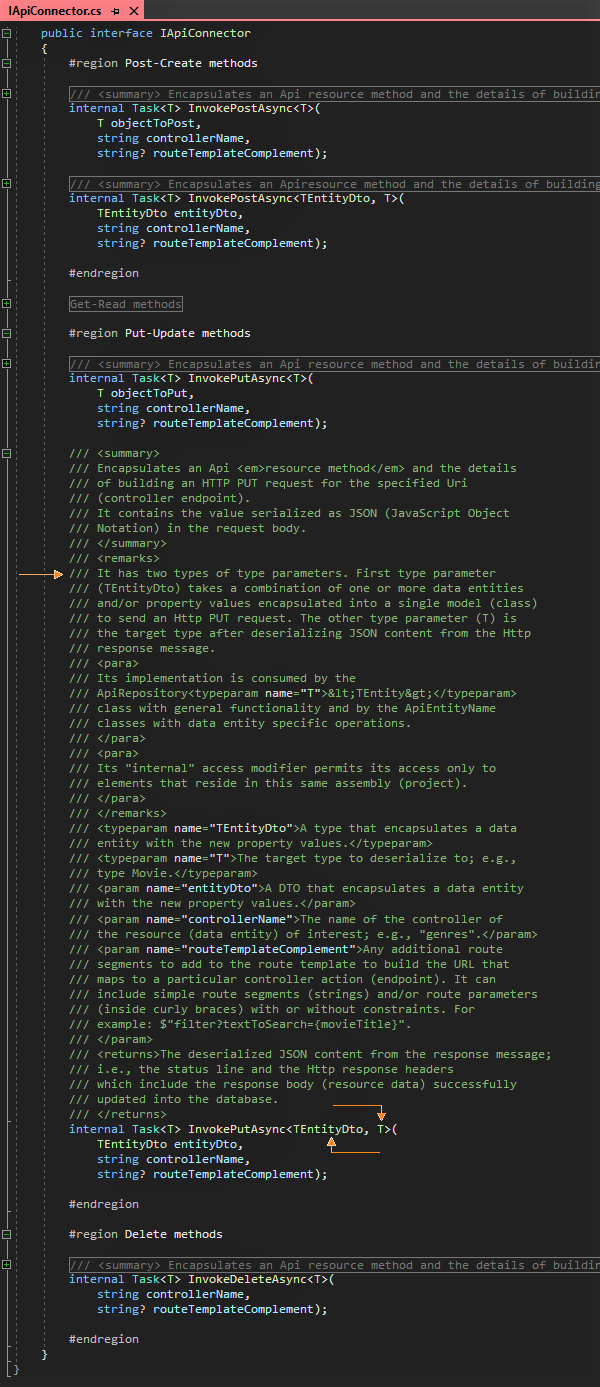 IApiConnector.cs
public interface IApiConnector
{
#region Post-Create methods
/// <summary> Encapsulates an Api resource method and the details of buildin
internal Task<T> InvokePostAsync<T>(
T objectToPost,
string controllerName,
string? routeTemplateComplement);
/// <summary> Encapsulates an Apiresource method and the details of building
internal Task<T> InvokePostAsync<TEntityDto, T>(
TEntityDto entityDto,
string controllerName,
string? routeTemplateComplement);
#endregion
Get-Read methods
#region Put-Update methods
/// <summary> Encapsulates an Api resource method and the details of buildin
internal Task<T> InvokePutAsync<T>(
T objectToPut,
string controllerName,
string? routeTemplateComplement);
/// <summary>
/// Encapsulates an Api <em>resource method</em> and the details
/// of building an HTTP PUT request for the specified Uri
/// (controller endpoint).
/// It contains the value serialized as JSON (JavaScript Object
/// Notation) in the request body.
/// </summary>
/// <remarks>
/// It has two types of type parameters. First type parameter
/// (TEntityDto) takes a combination of one or more data entities
/// and/or property values encapsulated into a single model (class)
/// to send an Http PUT request. The other type parameter (T) is
/// the target type after deserializing JSON content from the Http
/// response message.
/// <para>
/// Its implementation is consumed by the
/// ApiRepository<typeparam name="T">&lt;TEntity&gt;</typeparam>
/// class with general functionality and by the ApiEntityName
/// classes with data entity specific operations.
/// </para>
/// <para>
/// Its "internal" access modifier permits its access only to
/// elements that reside in this same assembly (project).
/// </para>
/// </remarks>
/// <typeparam name="TEntityDto">A type that encapsulates a data
/// entity with the new property values.</typeparam>
/// <typeparam name="T">The target type to deserialize to; e.g.,
/// type Movie.</typeparam>
/// <param name="entityDto">A DTO that encapsulates a data entity
/// with the new property values.</param>
/// <param name="controllerName">The name of the controller of
/// the resource (data entity) of interest; e.g., "genres".</param>
/// <param name="routeTemplateComplement">Any additional route
/// segments to add to the route template to build the URL that
/// maps to a particular controller action (endpoint). It can
/// include simple route segments (strings) and/or route parameters
/// (inside curly braces) with or without constraints. For
/// example: $"filter?textToSearch={movieTitle}".
/// </param>
/// <returns>The deserialized JSON content from the response message;
/// i.e., the status line and the Http response headers
/// which include the response body (resource data) successfully
/// updated into the database.
/// </returns>
internal Task<T> InvokePutAsync<TEntityDto, T>(
TEntityDto entityDto,
string controllerName,
string? routeTemplateComplement);
#endregion
#region Delete methods
/// <summary> Encapsulates an Api resource method and the details of buildin
internal Task<T> InvokeDeleteAsync<T>(
string controllerName,
string? routeTemplateComplement);
#endregion
}
}